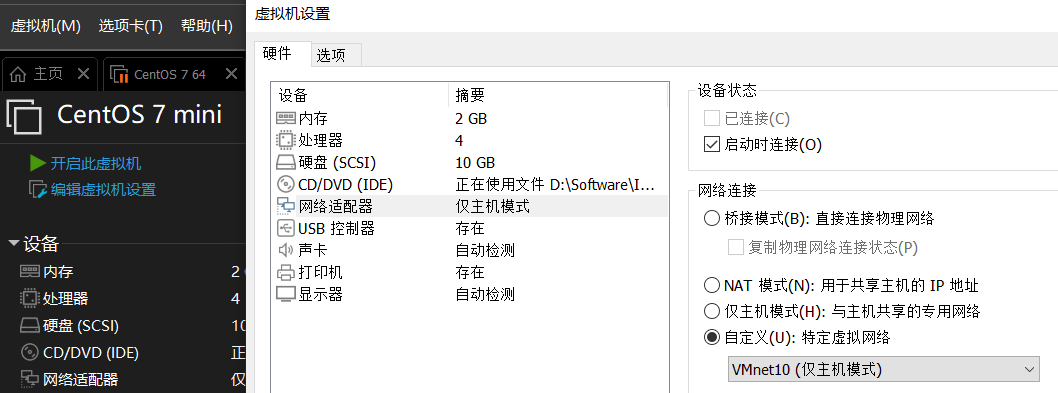 虚拟机(M) 选项卡(T) 帮助(H)
主页 CentOS 7 64
CentOS 7 mini
开启此虚拟机
编辑虚拟机设置
设备
内存 2
处理器 4
硬盘 (SCSI) 10
CD/DVD (IDE) 正
网络适配器 仅
虚拟机设置
硬件 选项
设备 摘要
内存 2 GB
处理器 4
硬盘 (SCSI) 10 GB
CD/DVD (IDE) 正在使用文件 D:\Software\I...
网络适配器 仅主机模式
USB 控制器 存在
声卡 自动检测
打印机 存在
显示器 自动检测
设备状态
已连接(C)
启动时连接(O)
网络连接
桥接模式(B): 直接连接物理网络
复制物理网络连接状态(P)
NAT 模式(N): 用于共享主机的 IP 地址
仅主机模式(H): 与主机共享的专用网络
自定义(U): 特定虚拟网络
VMnet10 (仅主机模式)